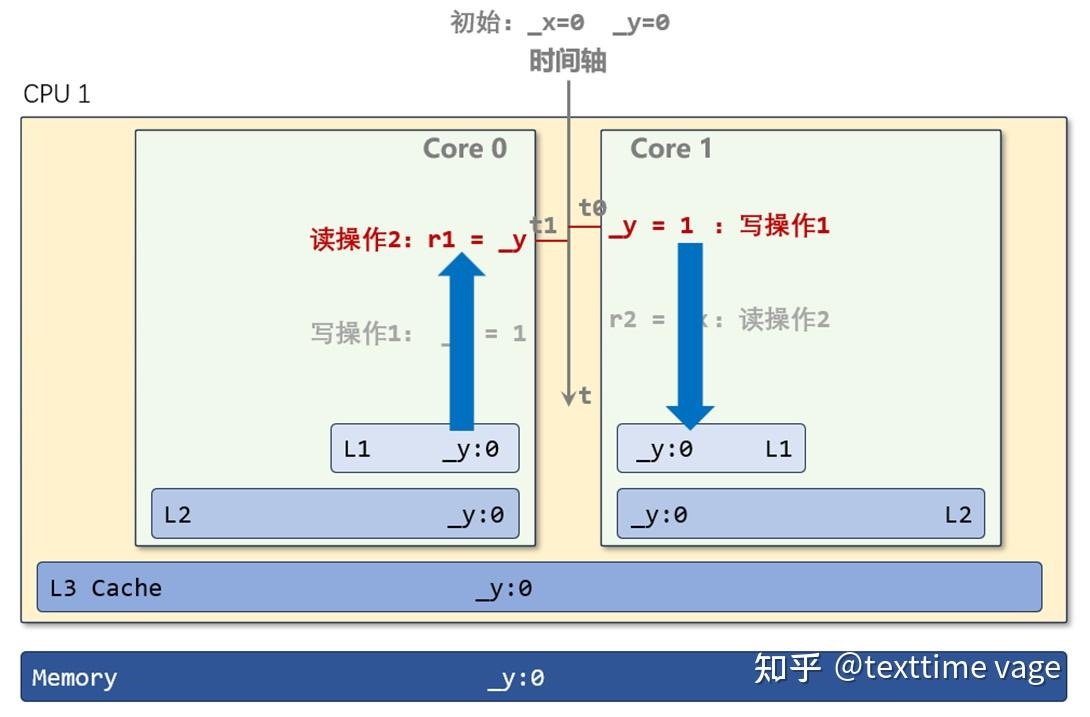 初始: _x=0 _y=0
时间轴
CPU 1
Core 0
Core 1
t0
t1
读操作2: r1 = _y
_y = 1 : 写操作1
写操作1: _ = 1
r2 = x: 读操作2
t
L1 _y:0
_y:0 L1
L2 _y:0
_y:0 L2
L3 Cache _y:0
Memory _y:0
知乎 @texttime vage